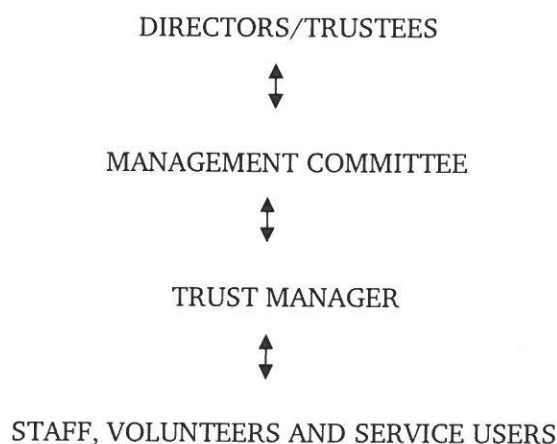 DIRECTORS/TRUSTEES
MANAGEMENT COMMITTEE
TRUST MANAGER
STAFF, VOLUNTEERS AND SERVICE USERS